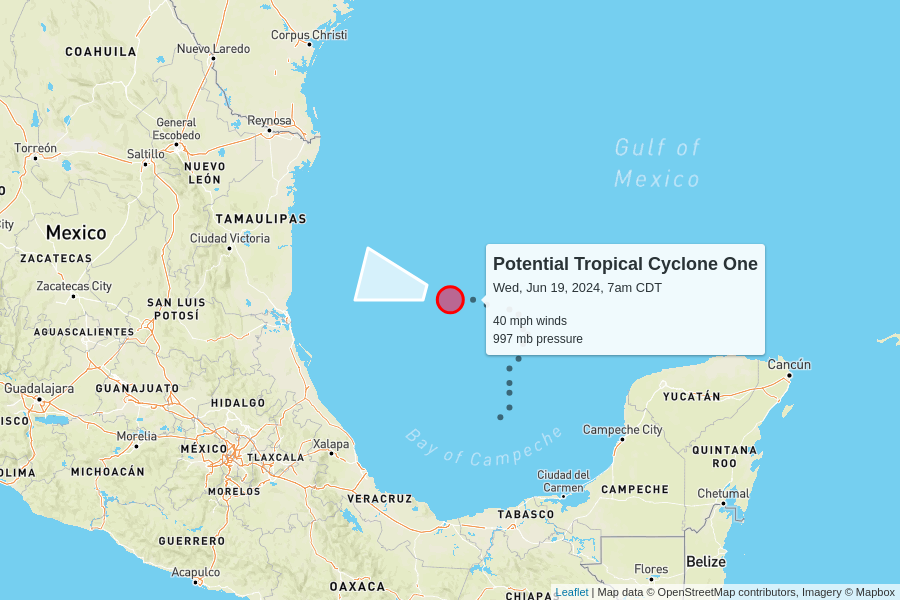 Corpus Christi
COAHUILA
Nuevo Laredo
General
Escobedo
Reynosa
Torreón
Saltillo
NUEVO
LEÓN
Gulf of
Mexico
TAMAULIPAS
City
Mexico
Ciudad Victoria
ZACATECAS
Zacatecas City
SAN LUIS
POTOSÍ
AGUASCALIENTES
Potential Tropical Cyclone One
Wed, Jun 19, 2024, 7am CDT
40 mph winds
997 mb pressure
Cancún
Guadalajara
GUANAJUATO
YUCATÁN
HIDALGO
ISCO
Morelia
MÉXICO
TLAXCALA
Xalapa
Bay of Campeche
Campeche City
QUINTANA
ROO
OLIMA
MICHOACÁN
MORELOS
VERACRUZ
Ciudad del
Carmen
CAMPECHE
Chetumal
TABASCO
GUERRERO
Acapulco
OAXACA
CHIAPAS
Flores
Belize
Leaflet | Map data © OpenStreetMap contributors, Imagery © Mapbox